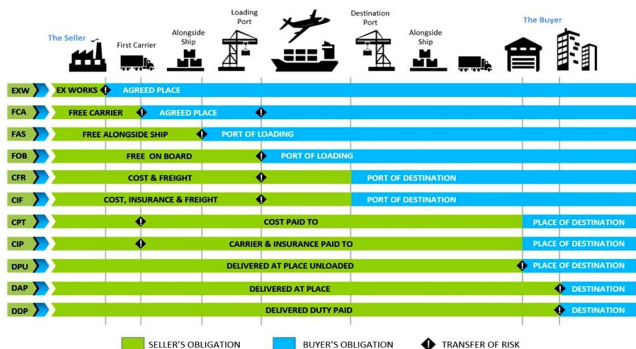 The Seller
First Carrier
Alongside
Ship
Loading
Port
Destination
Port
Alongside
Ship
The Buyer
EXW EX WORKS AGREED PLACE
FCA FREE CARRIER AGREED PLACE
FAS FREE ALONGSIDE SHIP PORT OF LOADING
FOB FREE ON BOARD PORT OF LOADING
CFR COST & FREIGHT PORT OF DESTINATION
CIF COST, INSURANCE & FREIGHT PORT OF DESTINATION
CPT COST PAID TO PLACE OF DESTINATION
CIP CARRIER & INSURANCE PAID TO PLACE OF DESTINATION
DPU DELIVERED AT PLACE UNLOADED PLACE OF DESTINATION
DAP DELIVERED AT PLACE DESTINATION
DDP DELIVERED DUTY PAID DESTINATION
SELLER'S OBLIGATION BUYER'S OBLIGATION TRANSFER OF RISK